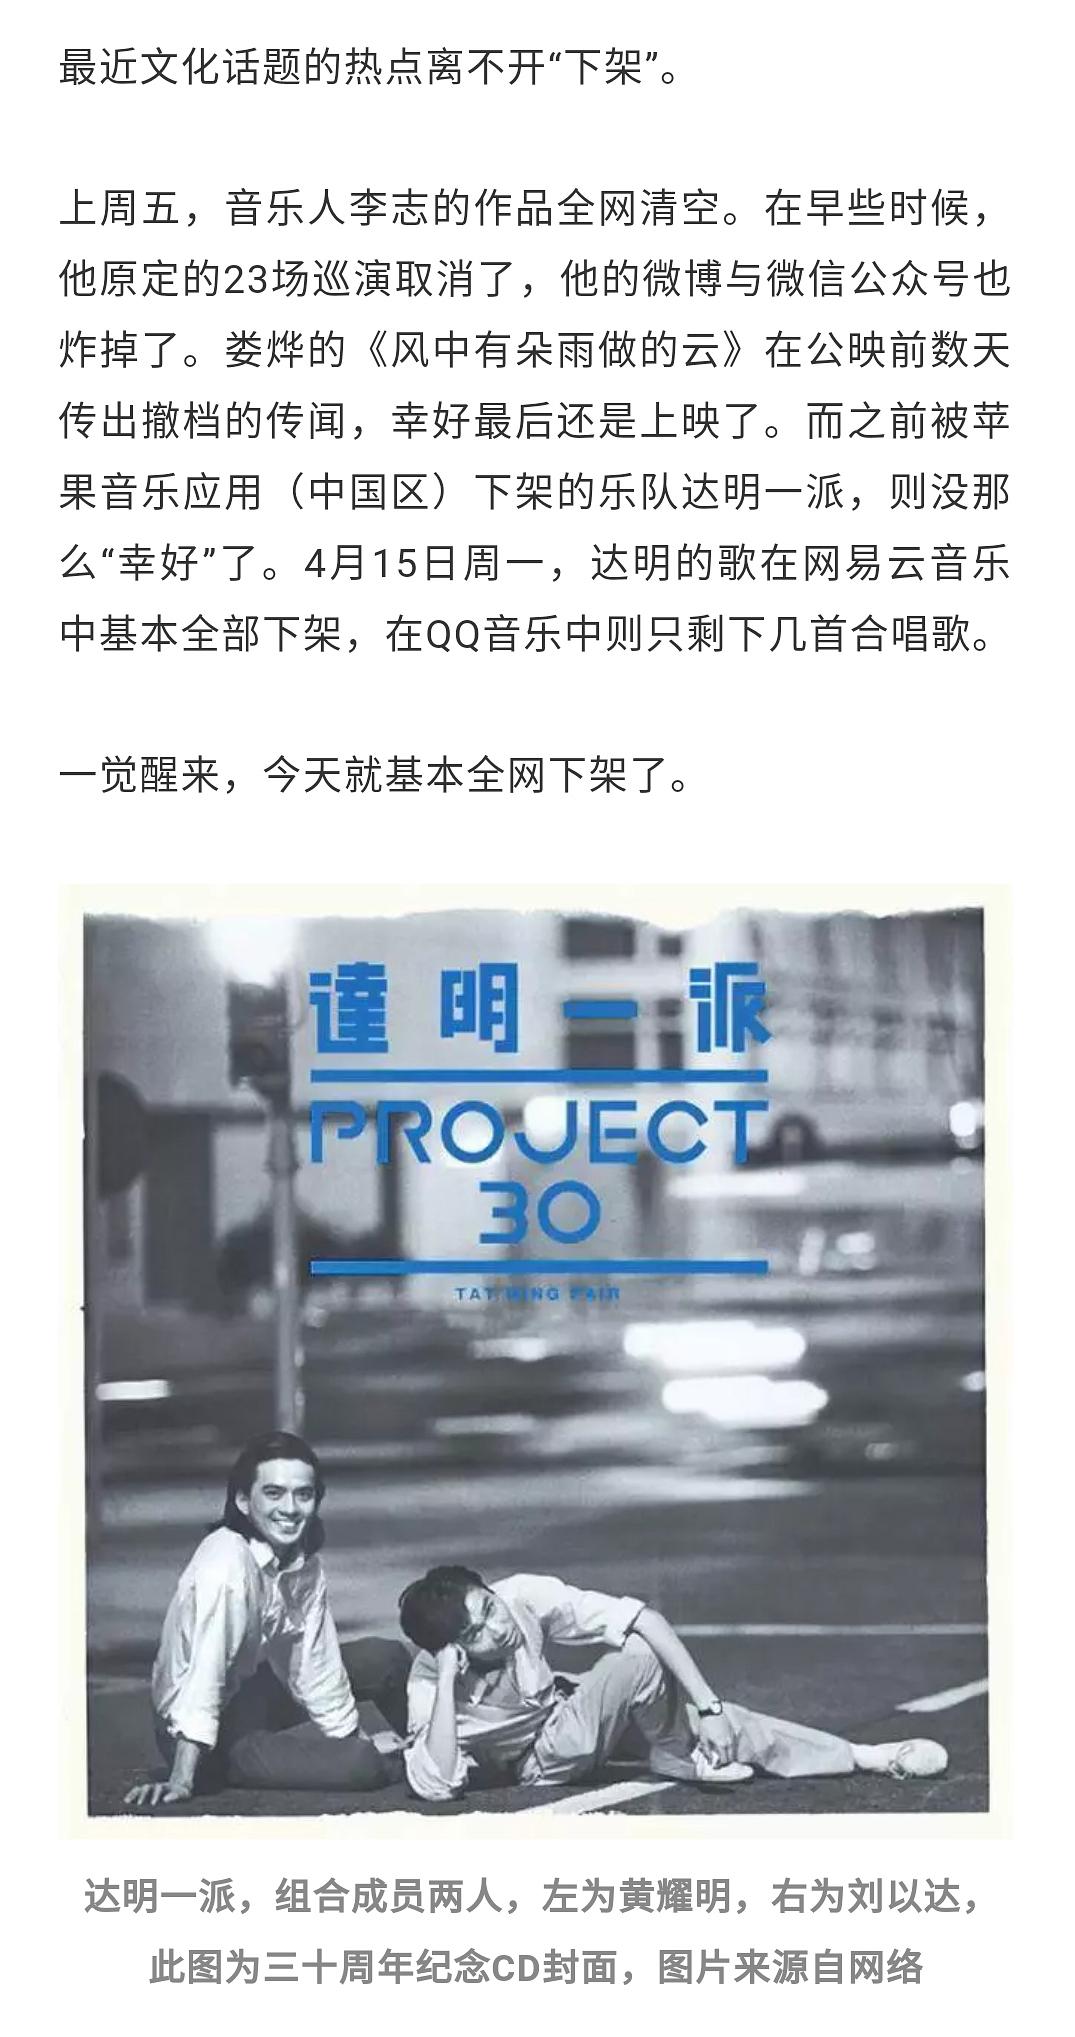 最近文化话题的热点离不开“下架”。
上周五，音乐人李志的作品全网清空。在早些时候，
他原定的23场巡演取消了，他的微博与微信公众号也
炸掉了。娄烨的《风中有朵雨做的云》在公映前数天
传出撤档的传闻，幸好最后还是上映了。而之前被苹
果音乐应用（中国区）下架的乐队达明一派，则没那
么“幸好”了。4月15日周一，达明的歌在网易云音乐
中基本全部下架，在QQ音乐中则只剩下几首合唱歌。
一觉醒来，今天就基本全网下架了。
達明一派
PROJECT
30
TAT MING PAIR
达明一派，组合成员两人，左为黄耀明，右为刘以达，
此图为三十周年纪念CD封面，图片来源自网络